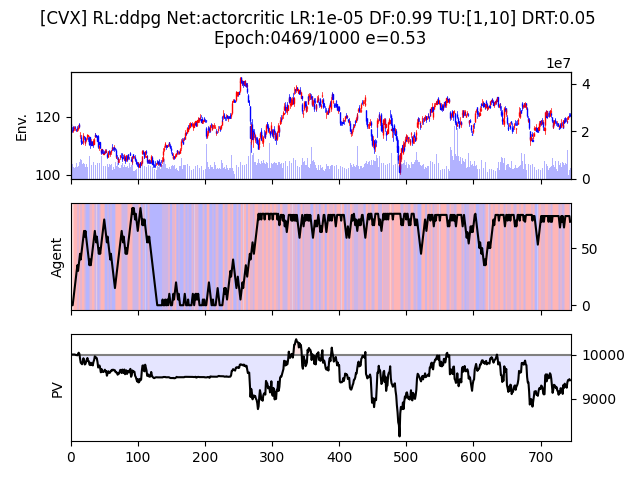 [CVX] RL:ddpg Net:actorcritic LR:1e-05 DF:0.99 TU:[1,10] DRT:0.05
Epoch:0469/1000 e=0.53
1e7
Env.
120
100
4
2
0
Agent
50
0
PV
10000
9000
0 100 200 300 400 500 600 700